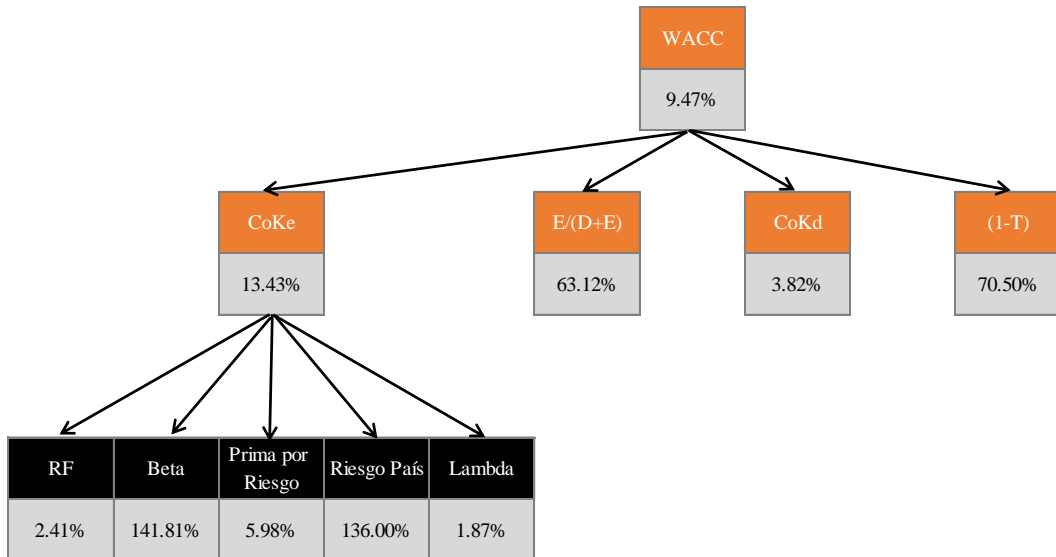 WACC
9.47%
CoKe
E/(D+E)
CoKd
(1-T)
13.43%
63.12%
3.82%
70.50%
RF
Beta
Prima por
Riesgo
Riesgo País
Lambda
2.41%
141.81%
5.98%
136.00%
1.87%